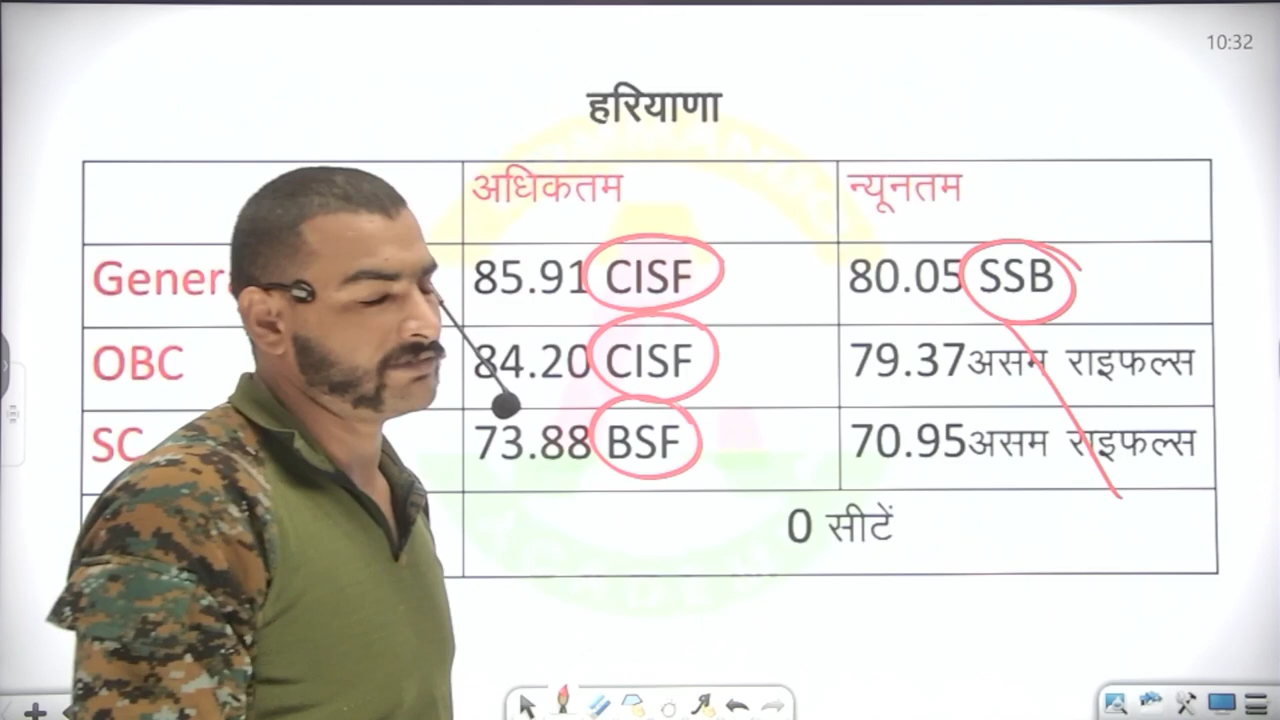 10:32
हरियाणा
अधिकतम न्यूनतम
85.91 CISF 80.05 SSB
OBC 84.20 CISF 79.37असम राइफल्स
SC 73.88 BSF 70.95असम राइफल्स
0 सीटें